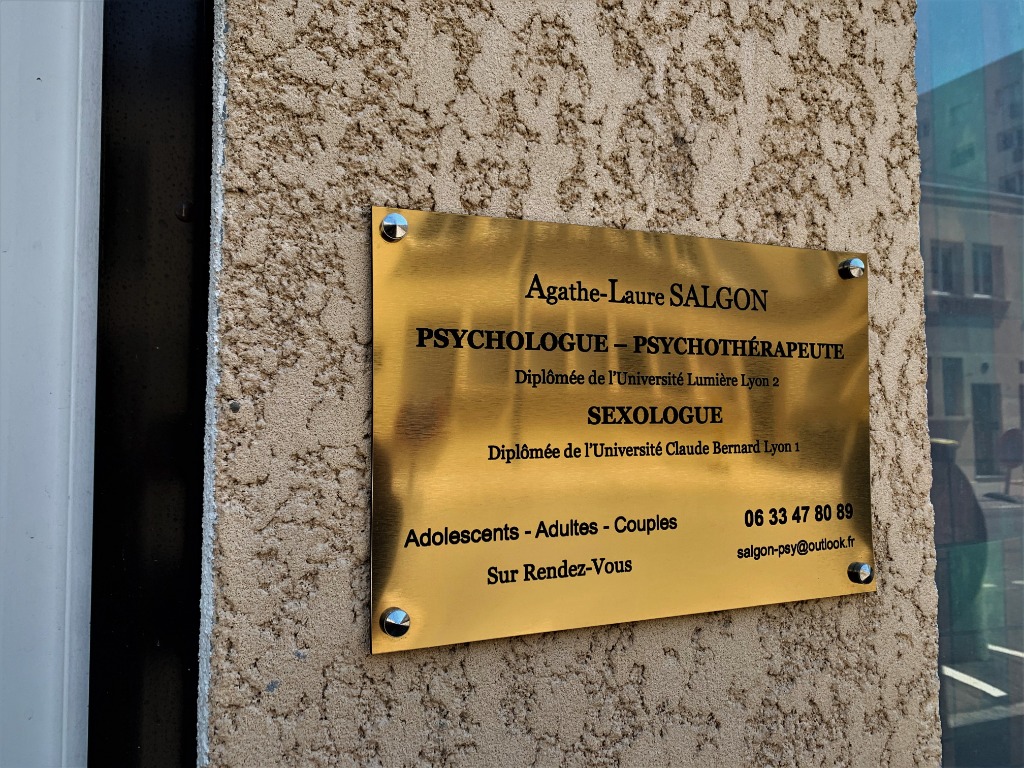 Agathe-Laure SALGON
PSYCHOLOGUE – PSYCHOTHÉRAPEUTE
Diplômée de l'Université Lumière Lyon 2
SEXOLOGUE
Diplômée de l'Université Claude Bernard Lyon 1
Adolescents - Adultes - Couples
Sur Rendez-Vous
06 33 47 80 89
salgon-psy@outlook.fr